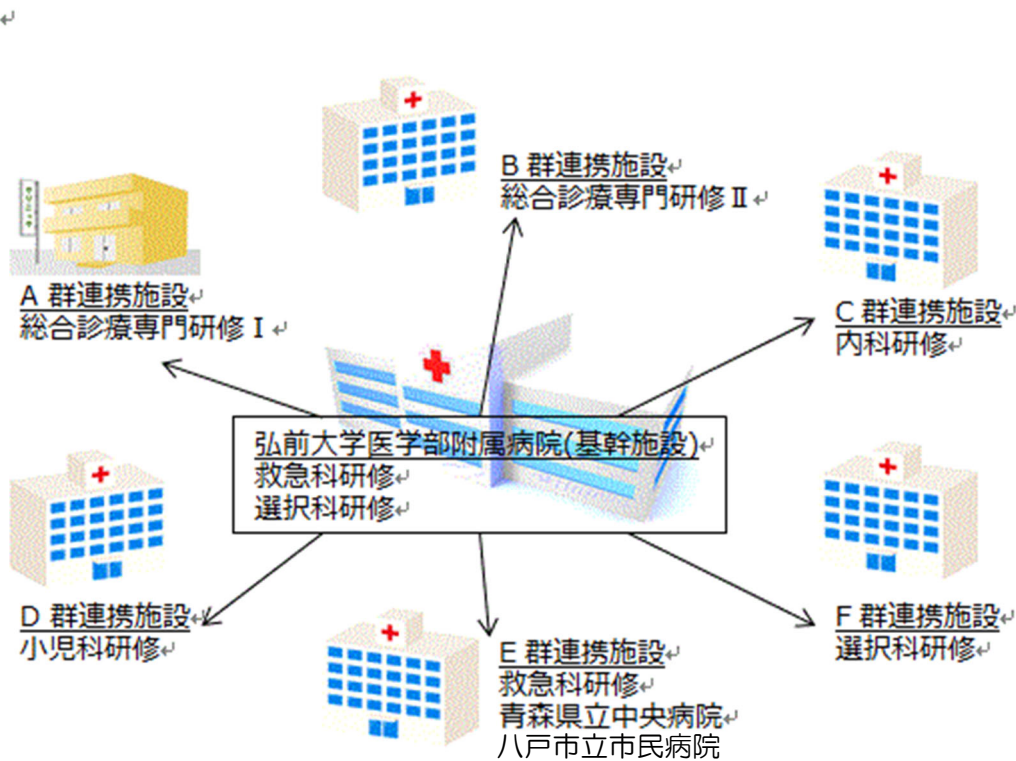 B 群連携施設
総合診療専門研修Ⅱ
A 群連携施設
総合診療専門研修Ⅰ
C 群連携施設
内科研修
弘前大学医学部附属病院(基幹施設)
救急科研修
選択科研修
D 群連携施設
小児科研修
E 群連携施設
救急科研修
青森県立中央病院
八戸市立市民病院
F 群連携施設
選択科研修